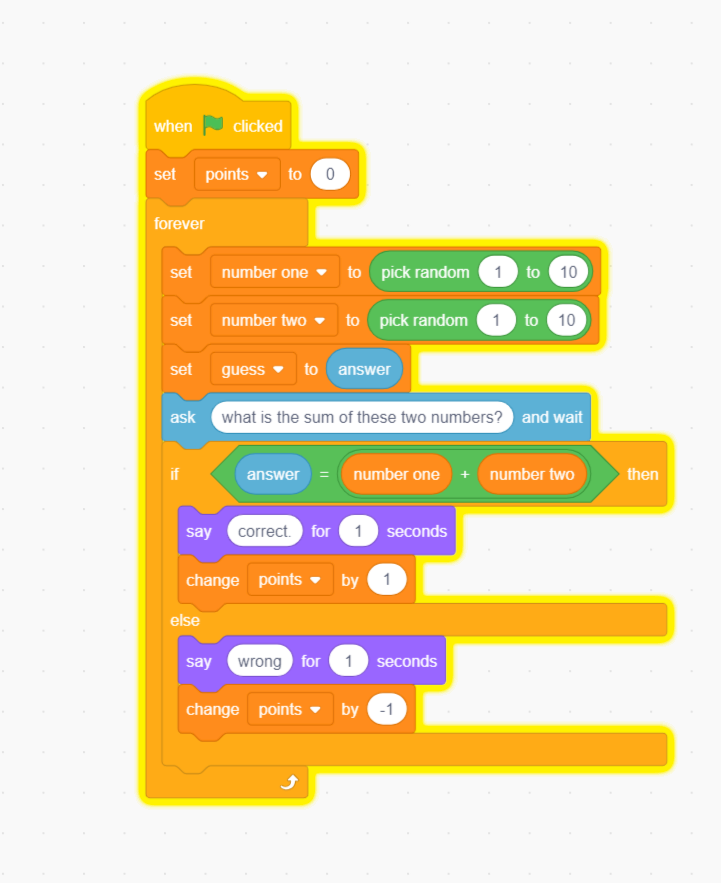 when clicked
set points to 0
forever
set number one to pick random 1 to 10
set number two to pick random 1 to 10
set guess to answer
ask what is the sum of these two numbers? and wait
if answer = number one + number two then
say correct. for 1 seconds
change points by 1
else
say wrong for 1 seconds
change points by -1